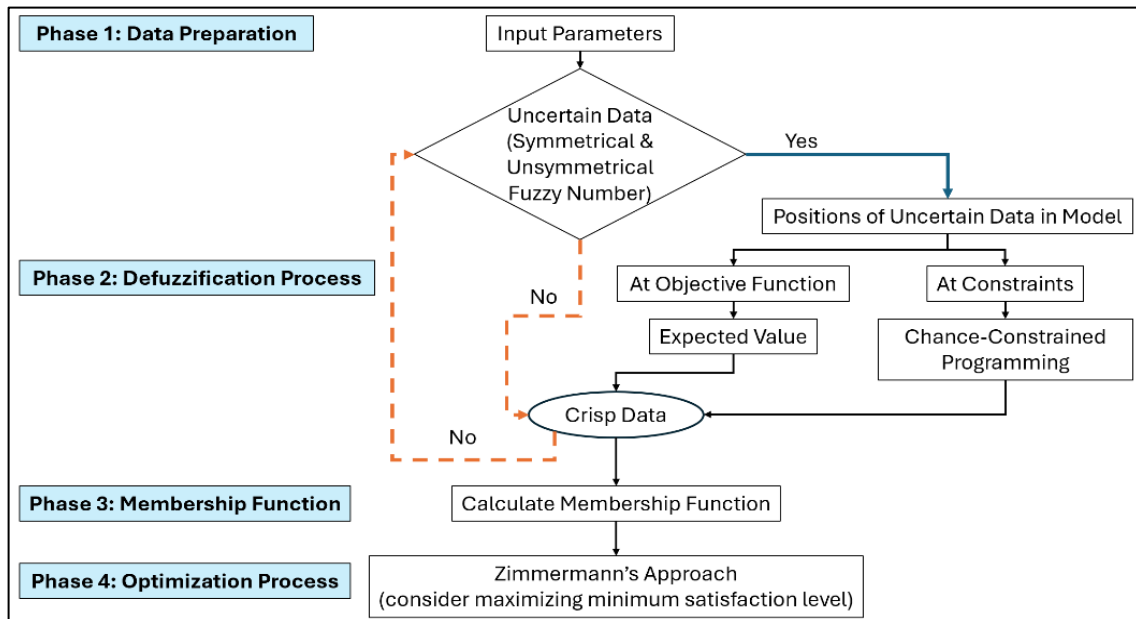 Phase 1: Data Preparation
Input Parameters
Uncertain Data
(Symmetrical &
Unsymmetrical
Fuzzy Number)
Yes
Positions of Uncertain Data in Model
Phase 2: Defuzzification Process
At Objective Function
At Constraints
No
Expected Value
Chance-Constrained
Programming
Crisp Data
No
Phase 3: Membership Function
Calculate Membership Function
Phase 4: Optimization Process
Zimmermann's Approach
(consider maximizing minimum satisfaction level)